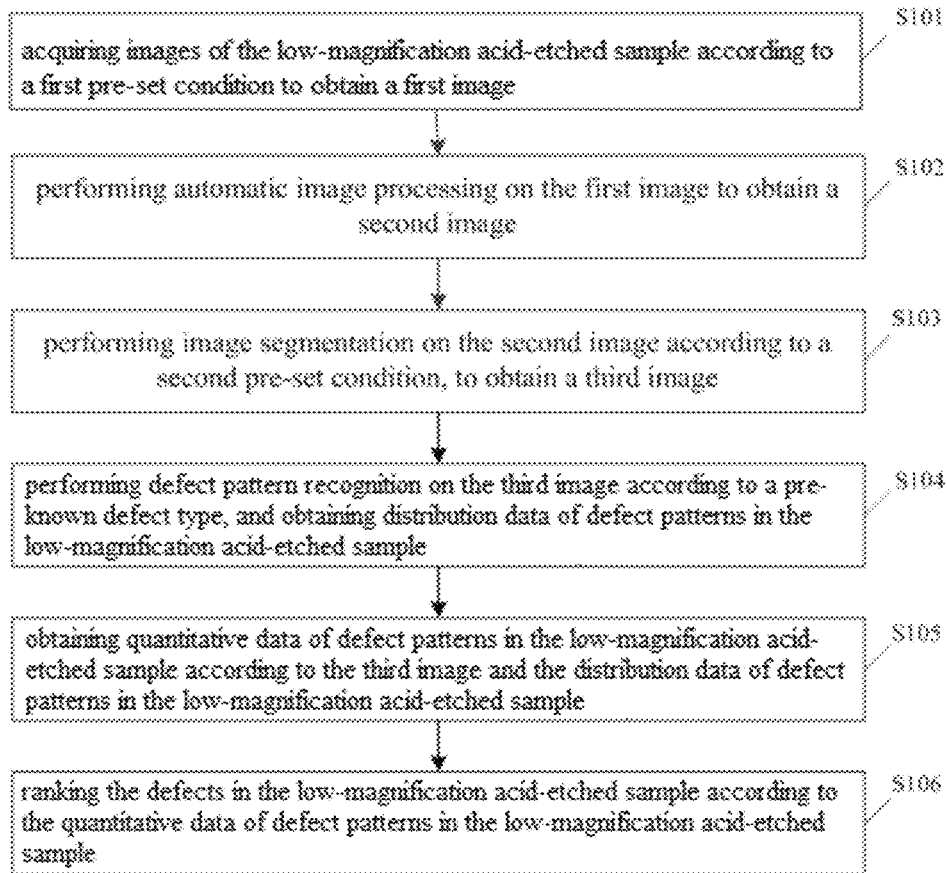 S101
acquiring images of the low-magnification acid-etched sample according to
a first pre-set condition to obtain a first image
S102
performing automatic image processing on the first image to obtain a
second image
S103
performing image segmentation on the second image according to a
second pre-set condition, to obtain a third image
S104
performing defect pattern recognition on the third image according to a pre-
known defect type, and obtaining distribution data of defect patterns in the
low-magnification acid-etched sample
S105
obtaining quantitative data of defect patterns in the low-magnification acid-
etched sample according to the third image and the distribution data of defect
patterns in the low-magnification acid-etched sample
S106
ranking the defects in the low-magnification acid-etched sample according to
the quantitative data of defect patterns in the low-magnification acid-etched
sample